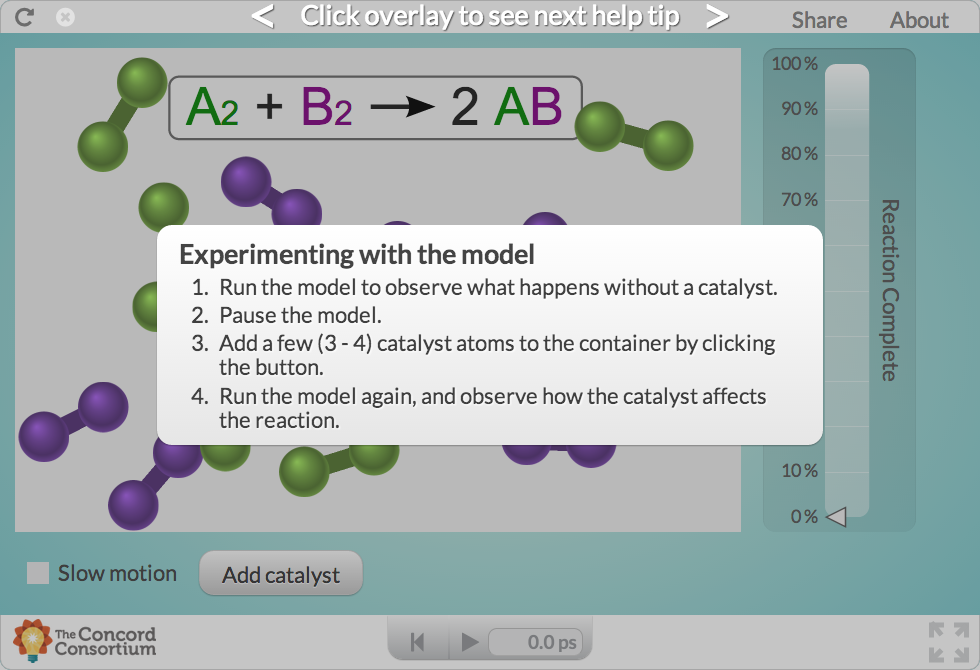 Click overlay to see next help tip
Share
About
A2 + B2 → 2 AB
100 %
90 %
80 %
70 %
10 %
0 %
Reaction Complete
Experimenting with the model
1. Run the model to observe what happens without a catalyst.
2. Pause the model.
3. Add a few (3 - 4) catalyst atoms to the container by clicking
the button.
4. Run the model again, and observe how the catalyst affects
the reaction.
Slow motion
Add catalyst
The Concord
Consortium
0.0 ps